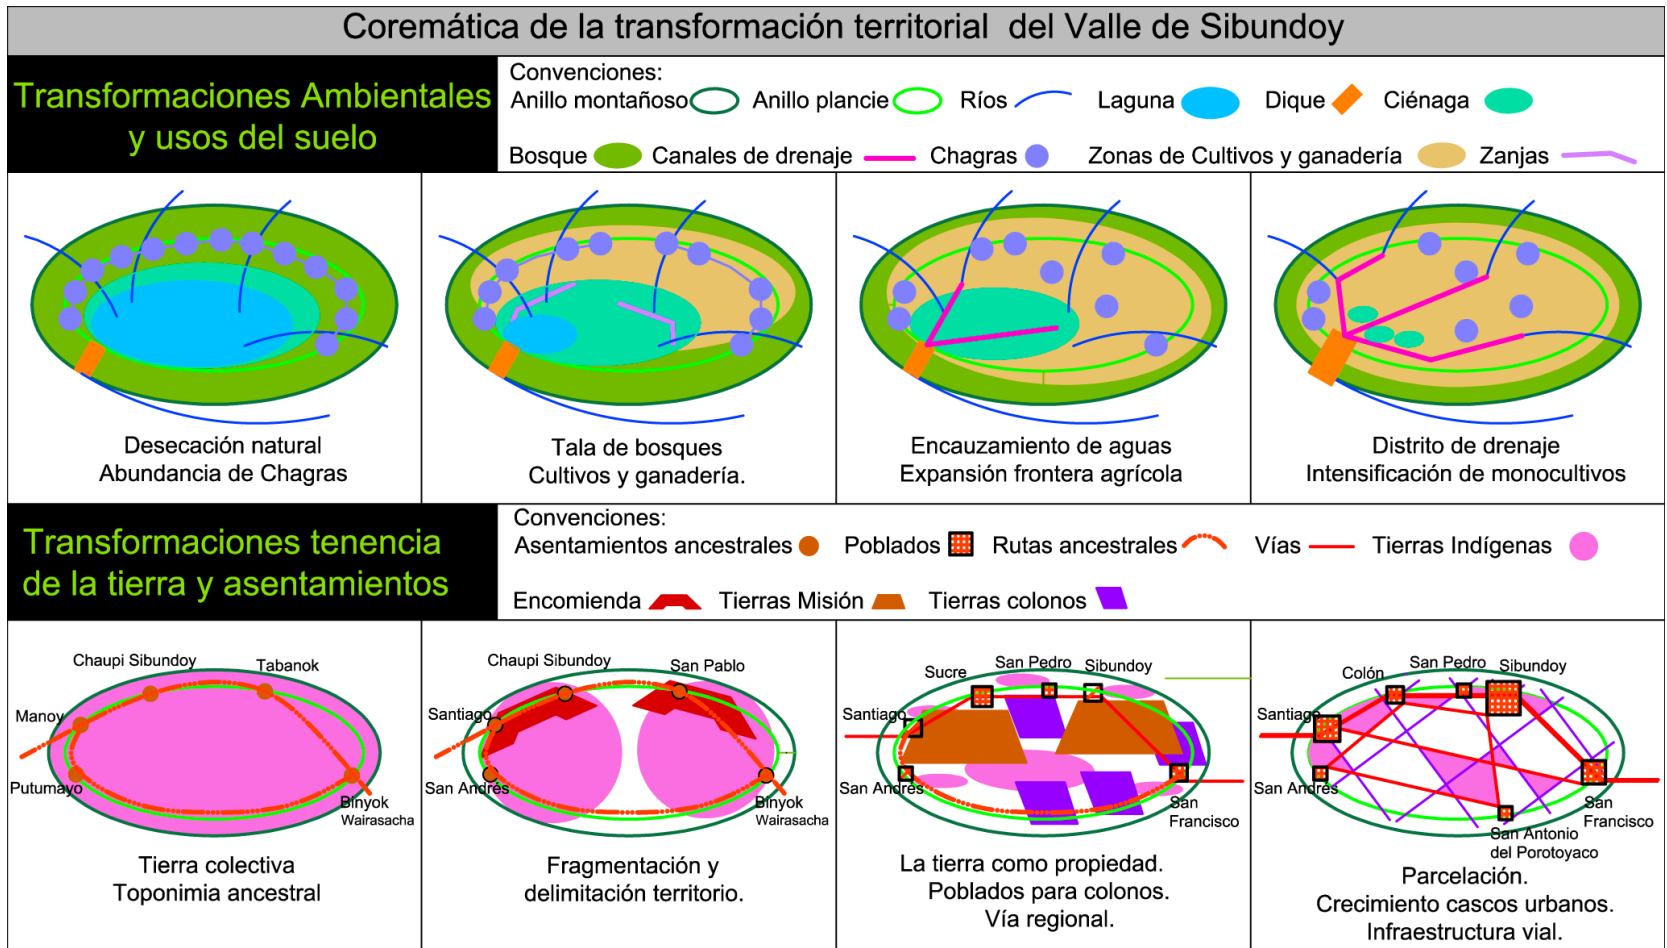 Coremática de la transformación territorial  del Valle de Sibundoy
Transformaciones Ambientales
y usos del suelo
Convenciones:
Anillo montañoso Anillo plancie Ríos Laguna Dique Ciénaga
Bosque Canales de drenaje Chagras Zonas de Cultivos y ganadería Zanjas
Desecación natural
Abundancia de Chagras
Tala de bosques
Cultivos y ganadería.
Encauzamiento de aguas
Expansión frontera agrícola
Distrito de drenaje
Intensificación de monocultivos
Transformaciones tenencia
de la tierra y asentamientos
Convenciones:
Asentamientos ancestrales Poblados Rutas ancestrales Vías Tierras Indígenas
Encomienda Tierras Misión Tierras colonos
Chaupi Sibundoy
Tabanok
Manoy
Putumayo
Binyok
Wairasacha
Tierra colectiva
Toponimia ancestral
Chaupi Sibundoy
San Pablo
Santiago
San Andrés
Binyok
Wairasacha
Fragmentación y
delimitación territorio.
San Pedro
Sibundoy
Sucre
Santiago
San Andrés
San
Francisco
La tierra como propiedad.
Poblados para colonos.
Vía regional.
San Pedro
Sibundoy
Colón
Santiago
San Andrés
San
Francisco
San Antonio
del Porotoyaco
Parcelación.
Crecimiento cascos urbanos.
Infraestructura vial.